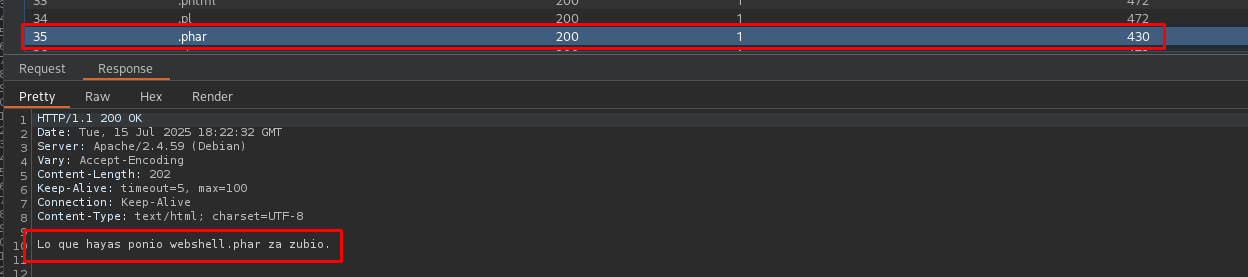 33 .phtml 200 1 472
34 .pl 200 1 472
35 .phar 200 1 430
Request Response
Pretty Raw Hex Render
1 HTTP/1.1 200 OK
2 Date: Tue, 15 Jul 2025 18:22:32 GMT
3 Server: Apache/2.4.59 (Debian)
4 Vary: Accept-Encoding
5 Content-Length: 202
6 Keep-Alive: timeout=5, max=100
7 Connection: Keep-Alive
8 Content-Type: text/html; charset=UTF-8
9
10 Lo que hayas ponio webshell.phar za zubio.
11
12